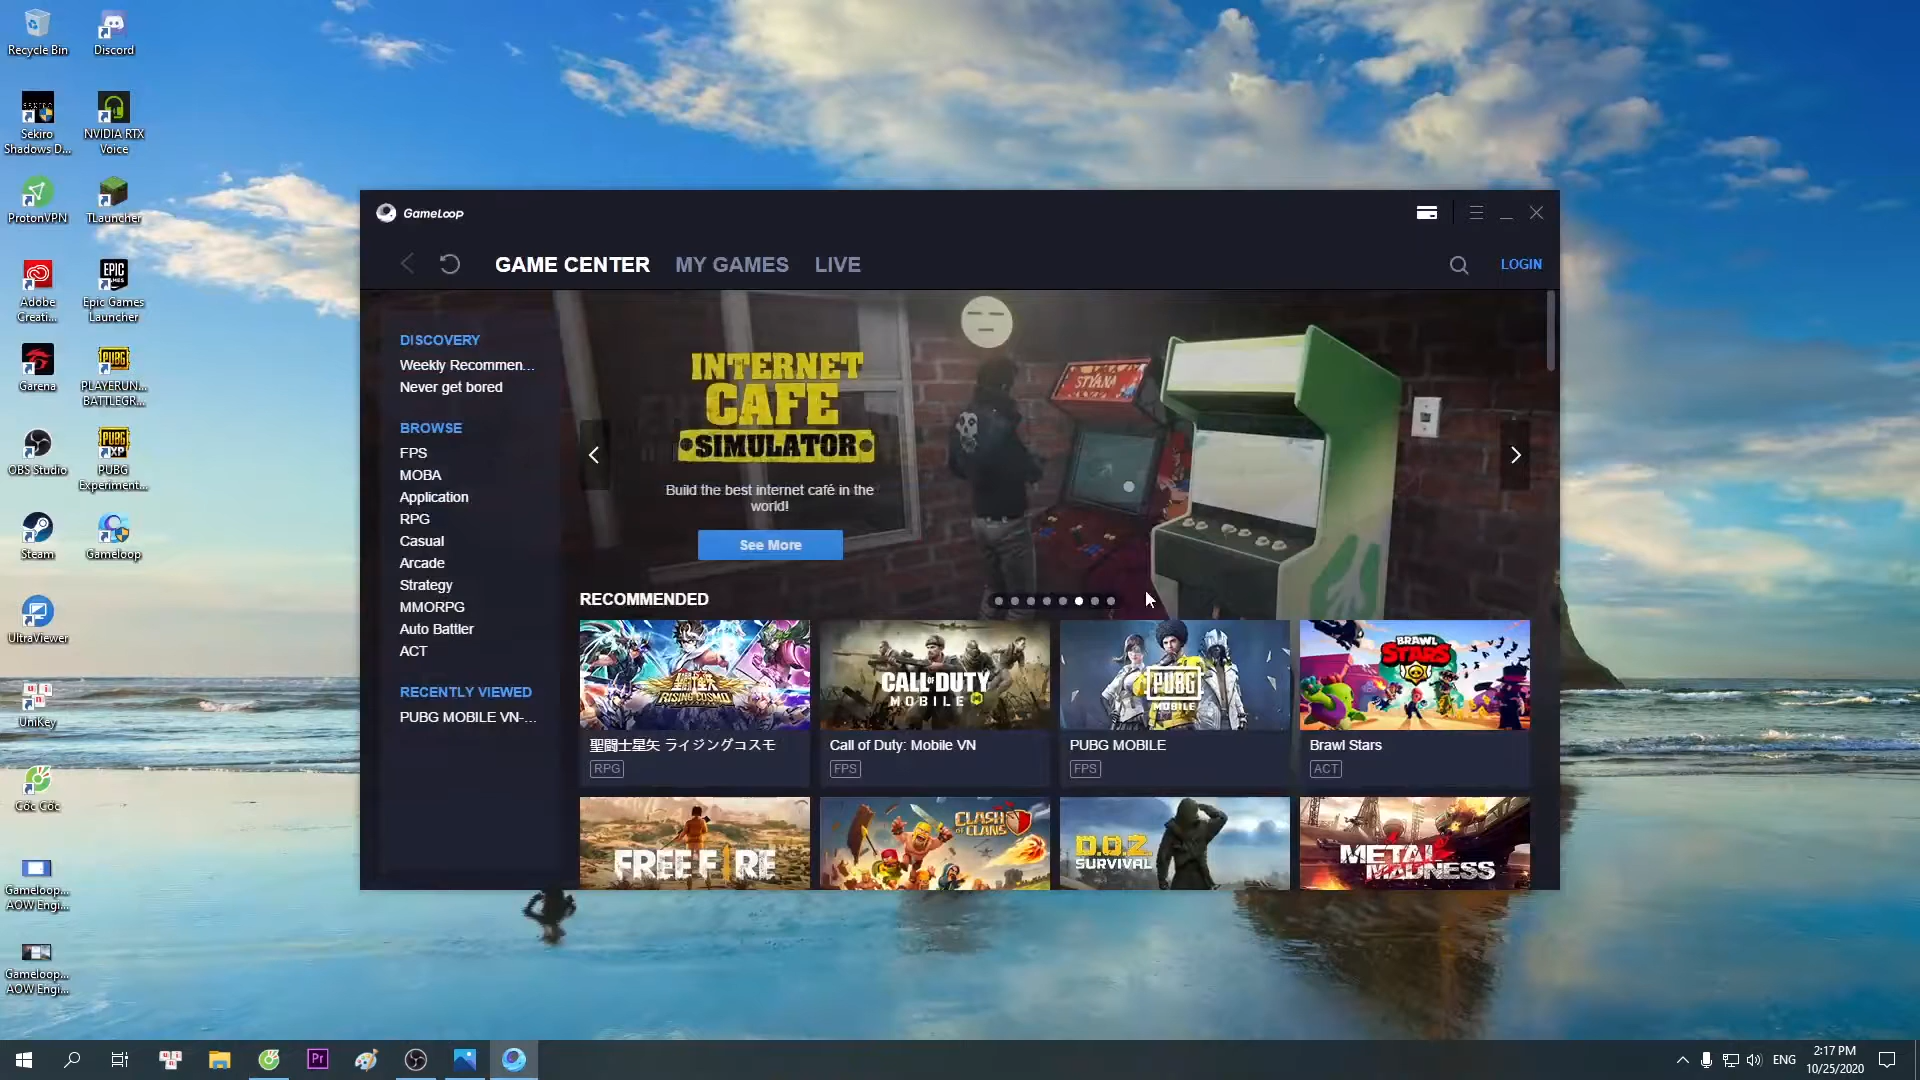 Recycle Bin
Discord
Sekiro
Shadows D...
NVIDIA RTX
Voice
ProtonVPN
TLauncher
Adobe
Creati...
Epic Games
Launcher
Garena
PLAYERUN...
BATTLEGR...
OBS Studio
PUBG
Experiment...
Steam
Gameloop
UltraViewer
UniKey
Cốc Cốc
Gameloop...
AOW Engi...
Gameloop...
AOW Engi...
GameLoop
GAME CENTER
MY GAMES
LIVE
LOGIN
DISCOVERY
Weekly Recommen...
Never get bored
BROWSE
FPS
MOBA
Application
RPG
Casual
Arcade
Strategy
MMORPG
Auto Battler
ACT
RECENTLY VIEWED
PUBG MOBILE VN-...
INTERNET
CAFE
SIMULATOR
Build the best internet café in the
world!
See More
RECOMMENDED
RISING COSMO
聖闘士星矢 ライジングコスモ
RPG
CALL OF DUTY
MOBILE
Call of Duty: Mobile VN
FPS
PUBG
MOBILE
PUBG MOBILE
FPS
BRAWL
STARS
Brawl Stars
ACT
FREE FIRE
CLASH
OF CLANS
D.D.Z
SURVIVAL
METAL
MADNESS
Pr
ENG
2:17 PM
10/25/2020